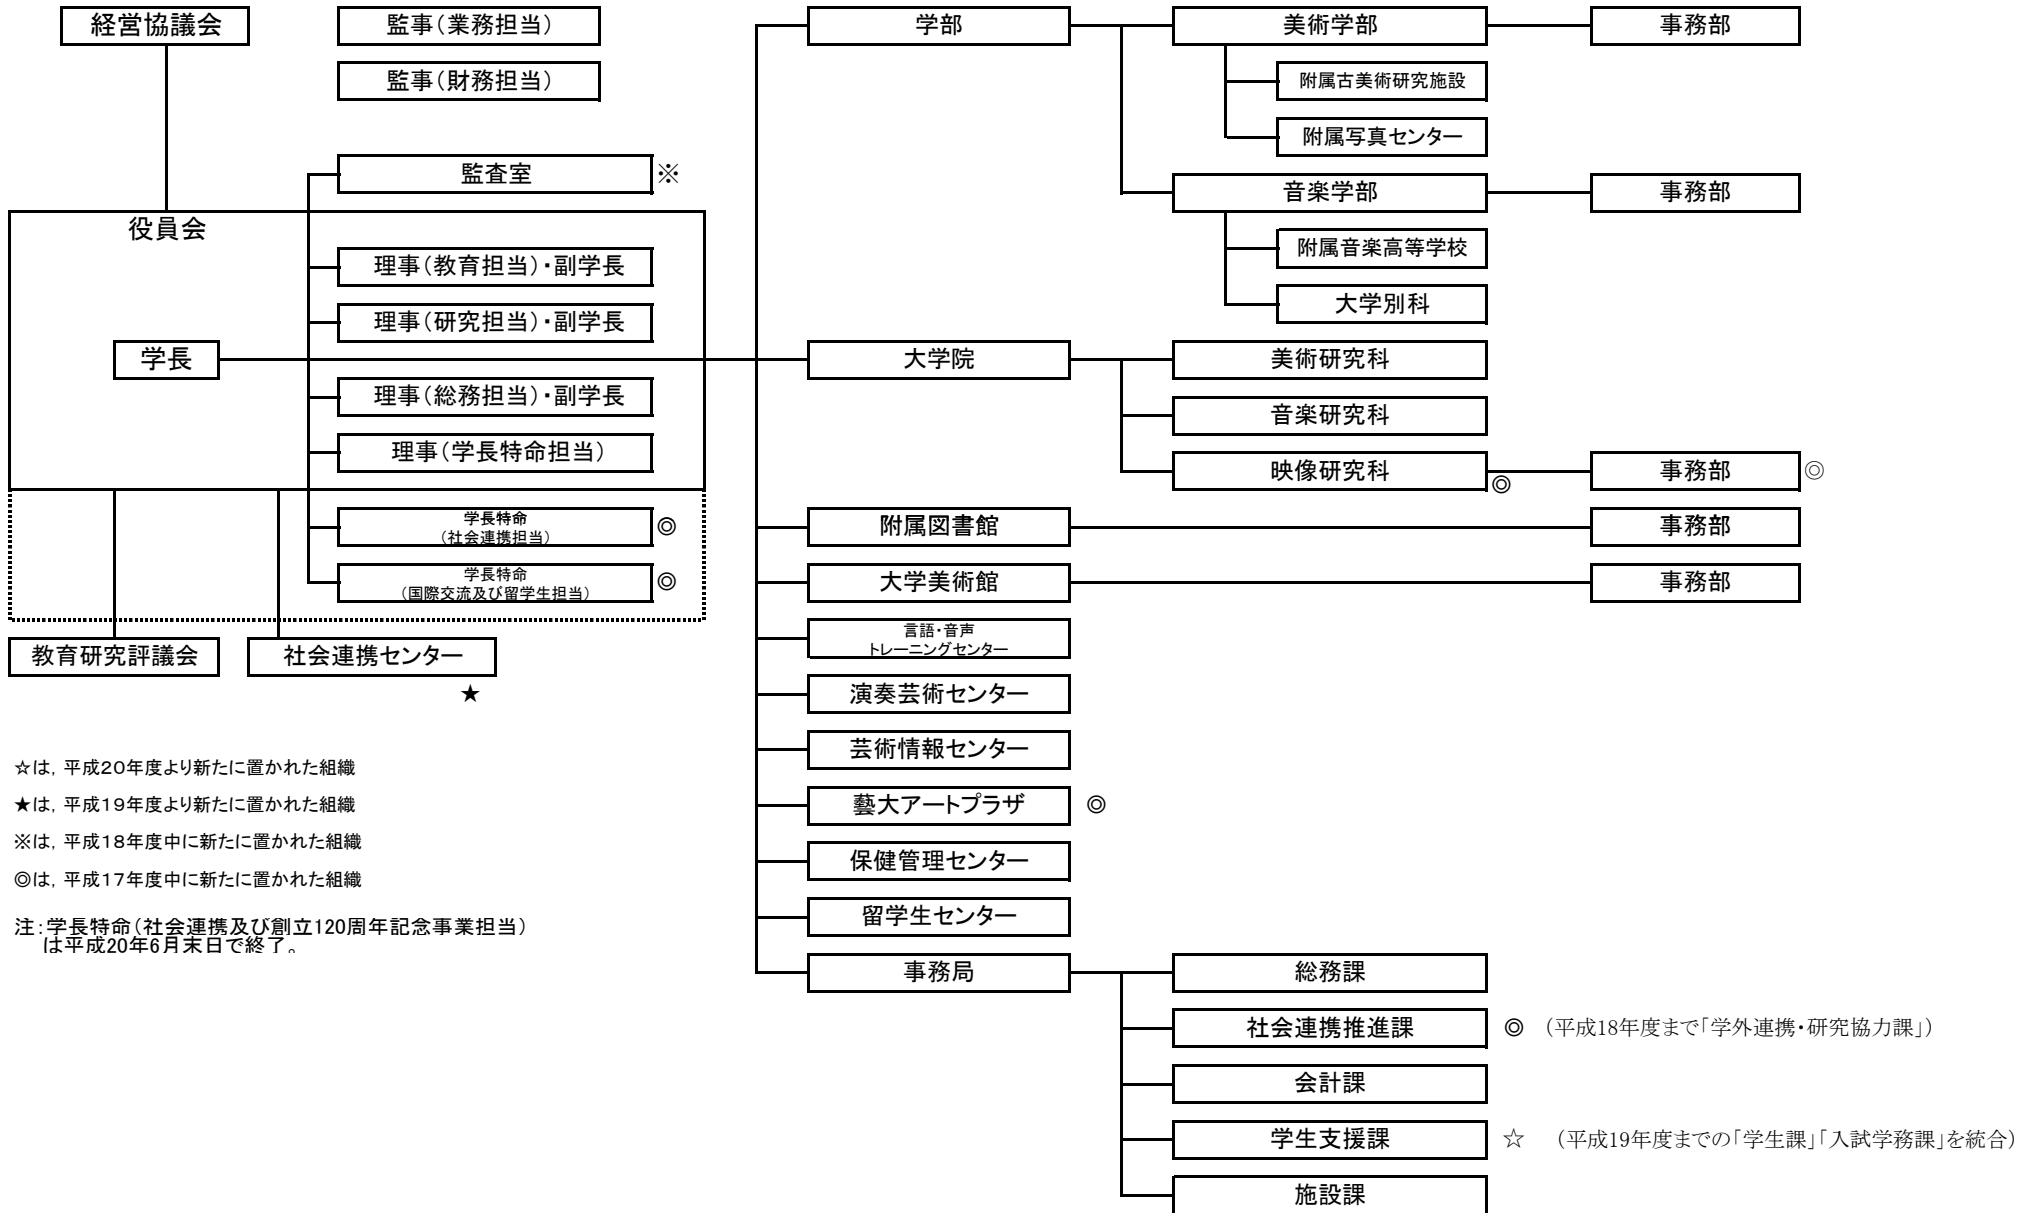 経営協議会
監事（業務担当）
監事（財務担当）
監査室
※
役員会
理事（教育担当）・副学長
理事（研究担当）・副学長
学長
理事（総務担当）・副学長
理事（学長特命担当）
学長特命
（社会連携担当）
◎
学長特命
（国際交流及び留学生担当）
◎
教育研究評議会
社会連携センター
★
☆は，平成２０年度より新たに置かれた組織
★は，平成１９年度より新たに置かれた組織
※は，平成１８年度中に新たに置かれた組織
◎は，平成１７年度中に新たに置かれた組織
注：学長特命（社会連携及び創立120周年記念事業担当）
は平成20年6月末日で終了。
学部
美術学部
事務部
附属古美術研究施設
附属写真センター
音楽学部
事務部
附属音楽高等学校
大学別科
大学院
美術研究科
音楽研究科
映像研究科
◎
事務部
◎
附属図書館
事務部
大学美術館
事務部
言語・音声
トレーニングセンター
演奏芸術センター
芸術情報センター
藝大アートプラザ
◎
保健管理センター
留学生センター
事務局
総務課
社会連携推進課
◎ （平成18年度まで「学外連携・研究協力課」）
会計課
学生支援課
☆ （平成19年度までの「学生課」「入試学務課」を統合）
施設課